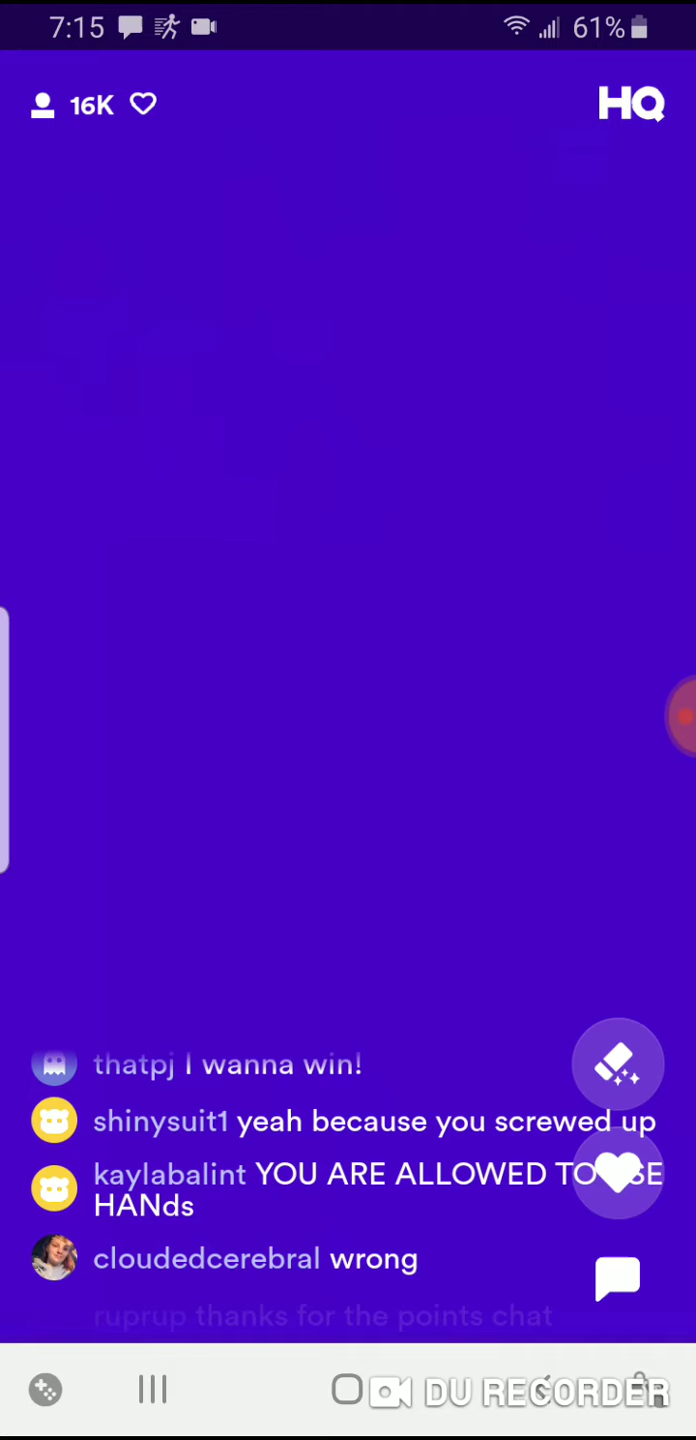 7:15 61%
16K HQ
thatpj I wanna win!
shinysuit1 yeah because you screwed up
kaylabalint YOU ARE ALLOWED TO SE
HANds
cloudedcerebral wrong
ruprup thanks for the points chat
DU RECORDER